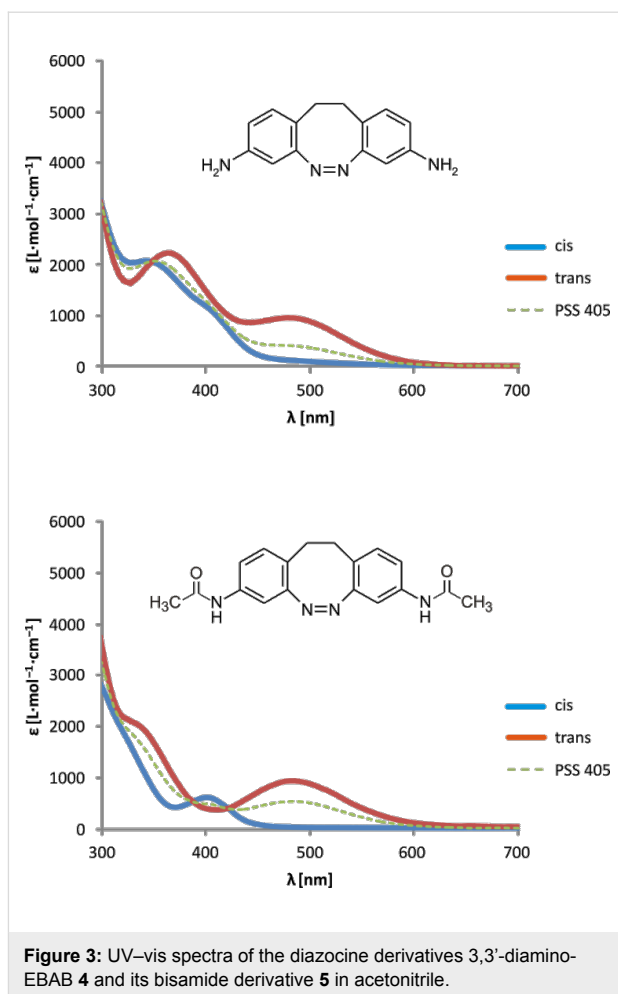 6000
5000
4000
3000
2000
1000
0
ε [L·mol⁻¹·cm⁻¹]
H₂N
N=N
NH₂
cis
trans
PSS 405
300 400 500 600 700
λ [nm]
6000
5000
4000
3000
2000
1000
0
ε [L·mol⁻¹·cm⁻¹]
O
H₃C
N
H
N=N
N
H
O
CH₃
cis
trans
PSS 405
300 400 500 600 700
λ [nm]
Figure 3: UV–vis spectra of the diazocine derivatives 3,3’-diamino-
EBAB 4 and its bisamide derivative 5 in acetonitrile.